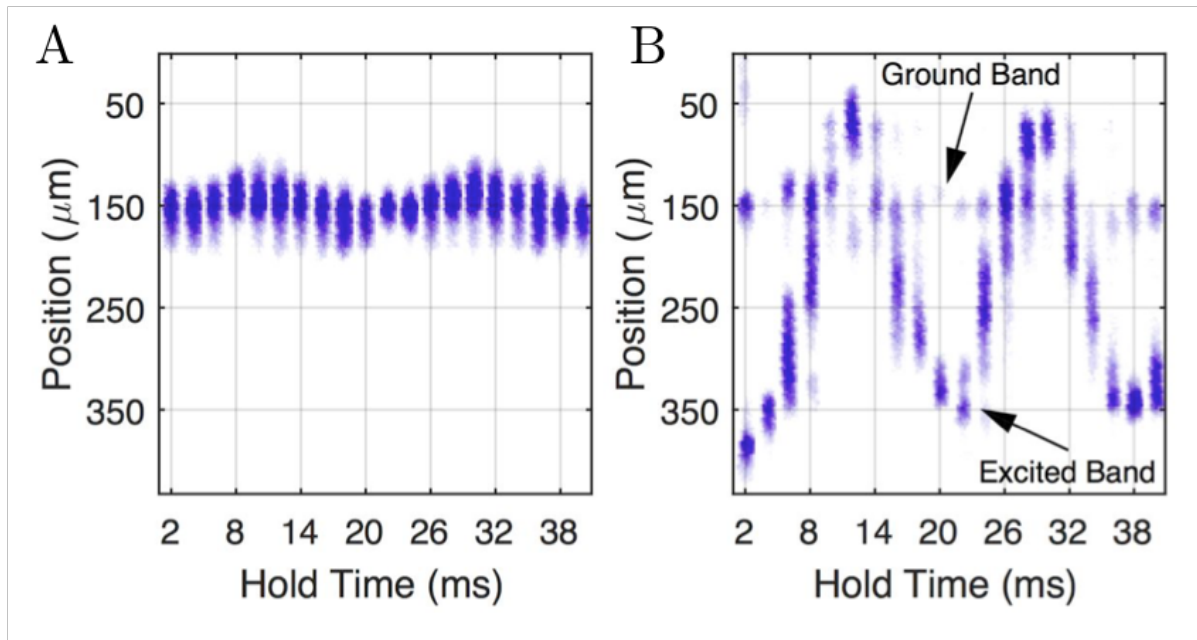 A
Position (μm)
50
150
250
350
2 8 14 20 26 32 38
Hold Time (ms)
B
Position (μm)
50
150
250
350
Ground Band
Excited Band
2 8 14 20 26 32 38
Hold Time (ms)